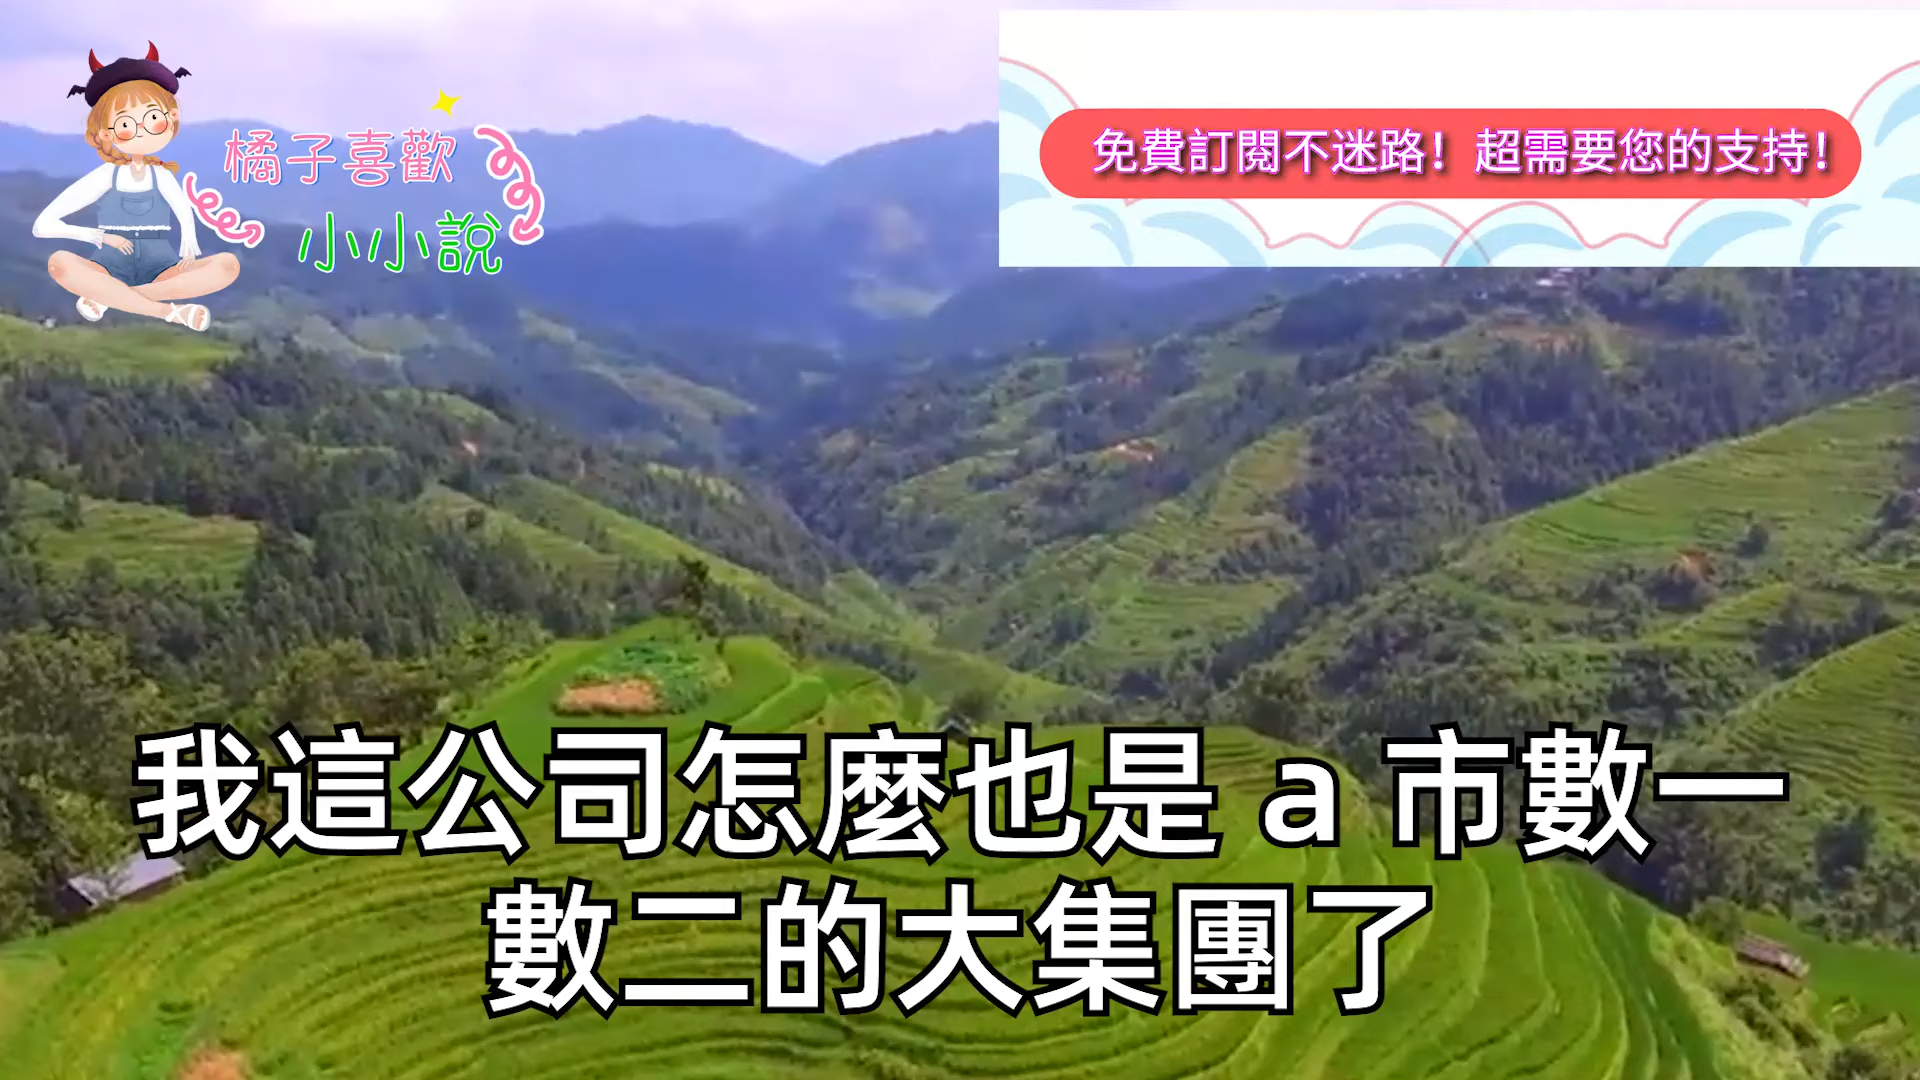 橘子喜歡
小小說
免費訂閱不迷路！超需要您的支持！
我這公司怎麼也是 a 市數一
數二的大集團了